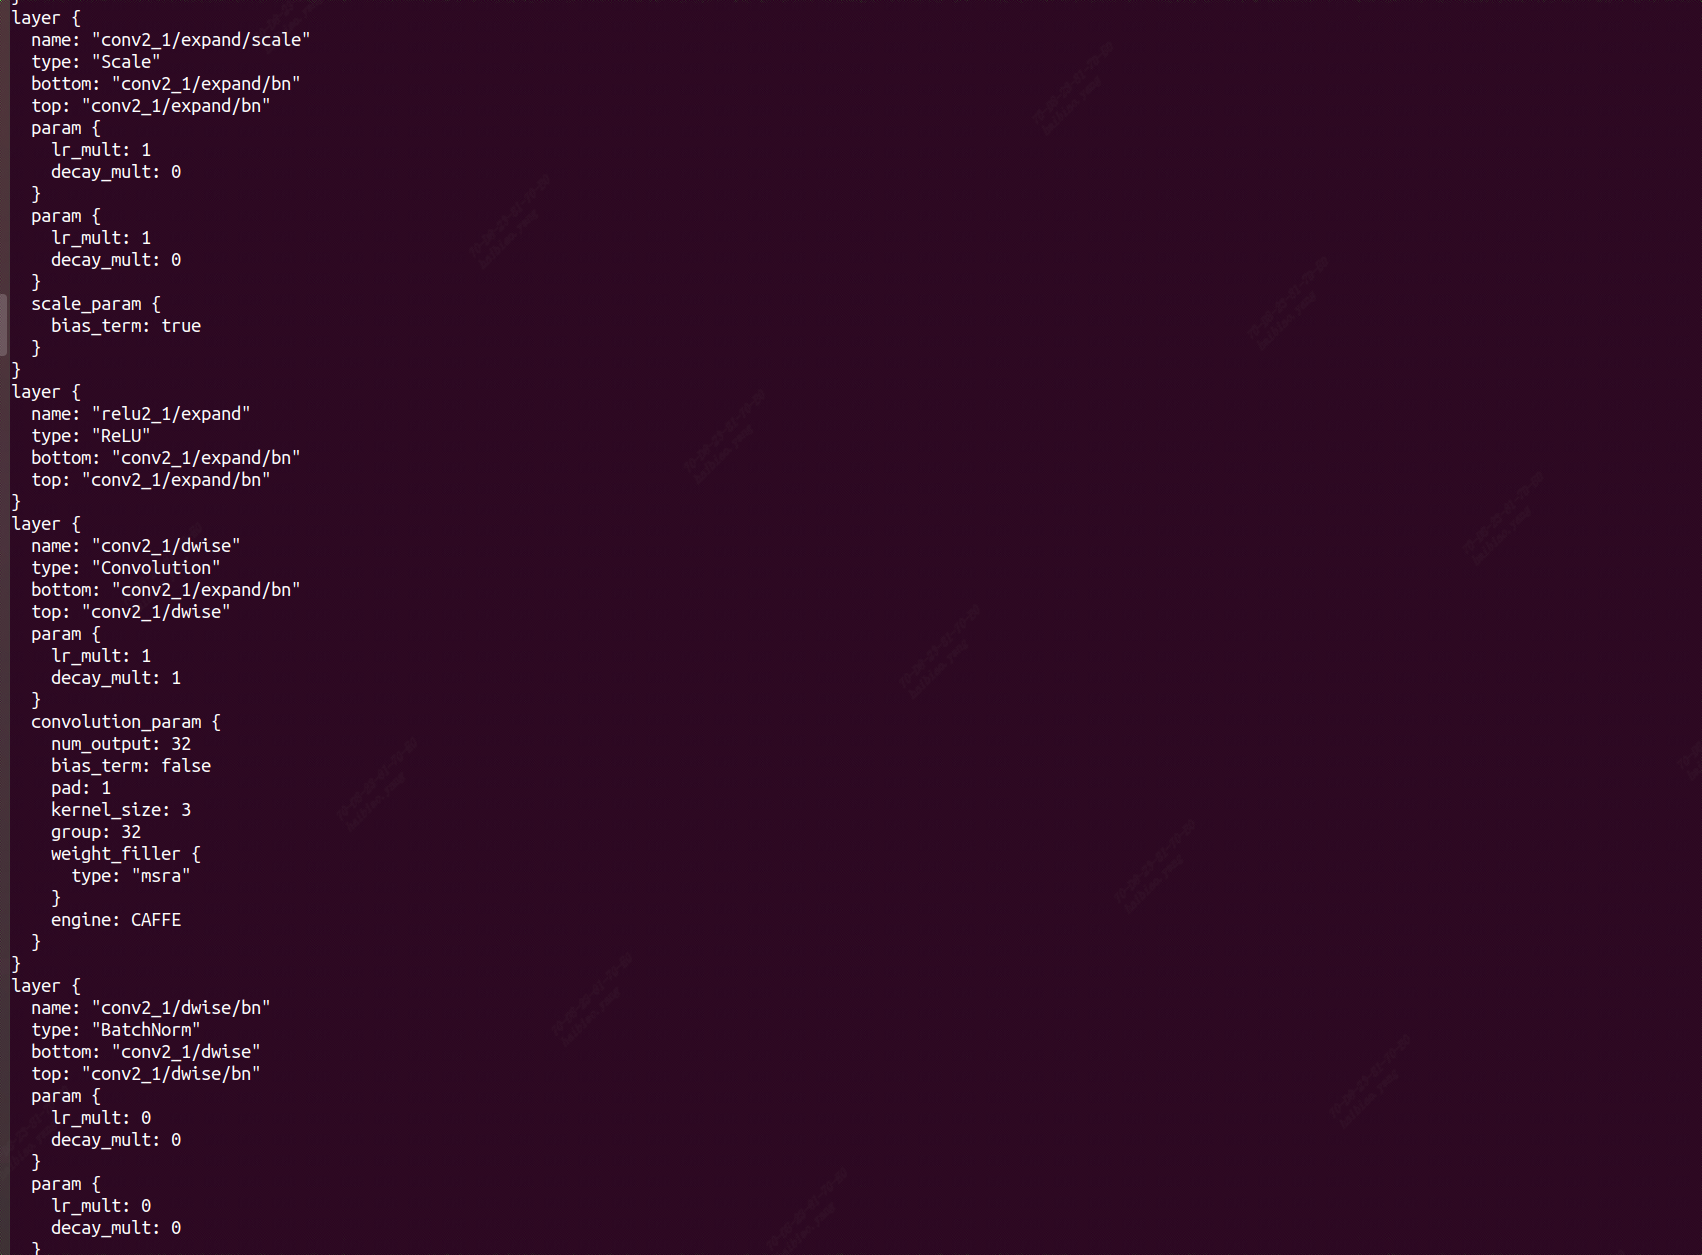 layer {
name: "conv2_1/expand/scale"
type: "Scale"
bottom: "conv2_1/expand/bn"
top: "conv2_1/expand/bn"
param {
lr_mult: 1
decay_mult: 0
}
param {
lr_mult: 1
decay_mult: 0
}
scale_param {
bias_term: true
}
}
layer {
name: "relu2_1/expand"
type: "ReLU"
bottom: "conv2_1/expand/bn"
top: "conv2_1/expand/bn"
}
layer {
name: "conv2_1/dwise"
type: "Convolution"
bottom: "conv2_1/expand/bn"
top: "conv2_1/dwise"
param {
lr_mult: 1
decay_mult: 1
}
convolution_param {
num_output: 32
bias_term: false
pad: 1
kernel_size: 3
group: 32
weight_filler {
type: "msra"
}
engine: CAFFE
}
}
layer {
name: "conv2_1/dwise/bn"
type: "BatchNorm"
bottom: "conv2_1/dwise"
top: "conv2_1/dwise/bn"
param {
lr_mult: 0
decay_mult: 0
}
param {
lr_mult: 0
decay_mult: 0
}